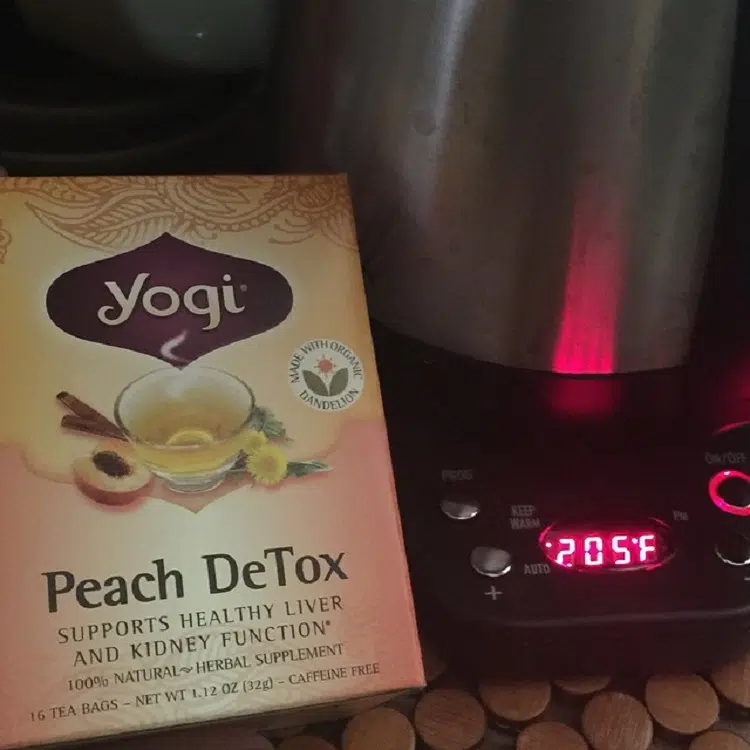 yogi®
MADE WITH ORGANIC
DANDELION
Peach DeTox
SUPPORTS HEALTHY LIVER
AND KIDNEY FUNCTION*
100% NATURAL~HERBAL SUPPLEMENT
16 TEA BAGS – NET WT 1.12 OZ (32g) – CAFFEINE FREE
PROG
ON/OFF
KEEP
WARM
PM
AUTO
205°F
+